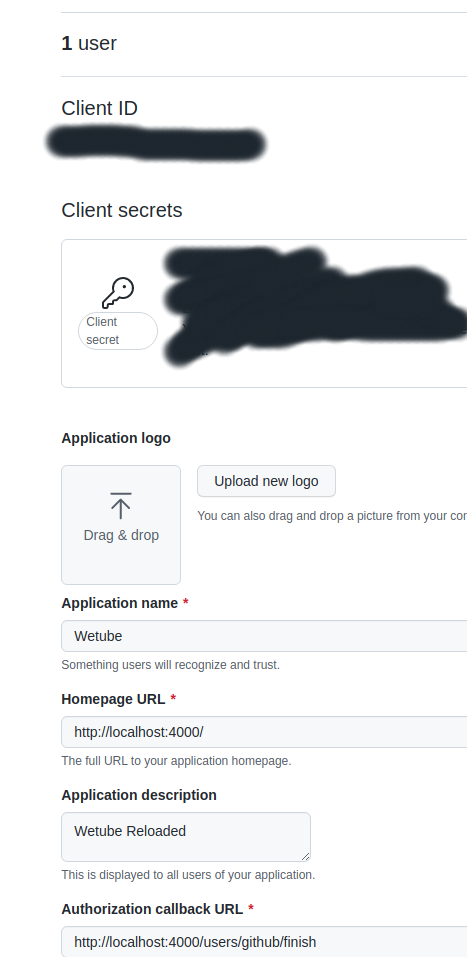 1 user
Client ID
Client secrets
Client
secret
Application logo
Upload new logo
Drag & drop
You can also drag and drop a picture from your
Application name *
Wetube
Something users will recognize and trust.
Homepage URL *
http://localhost:4000/
The full URL to your application homepage.
Application description
Wetube Reloaded
This is displayed to all users of your application.
Authorization callback URL *
http://localhost:4000/users/github/finish